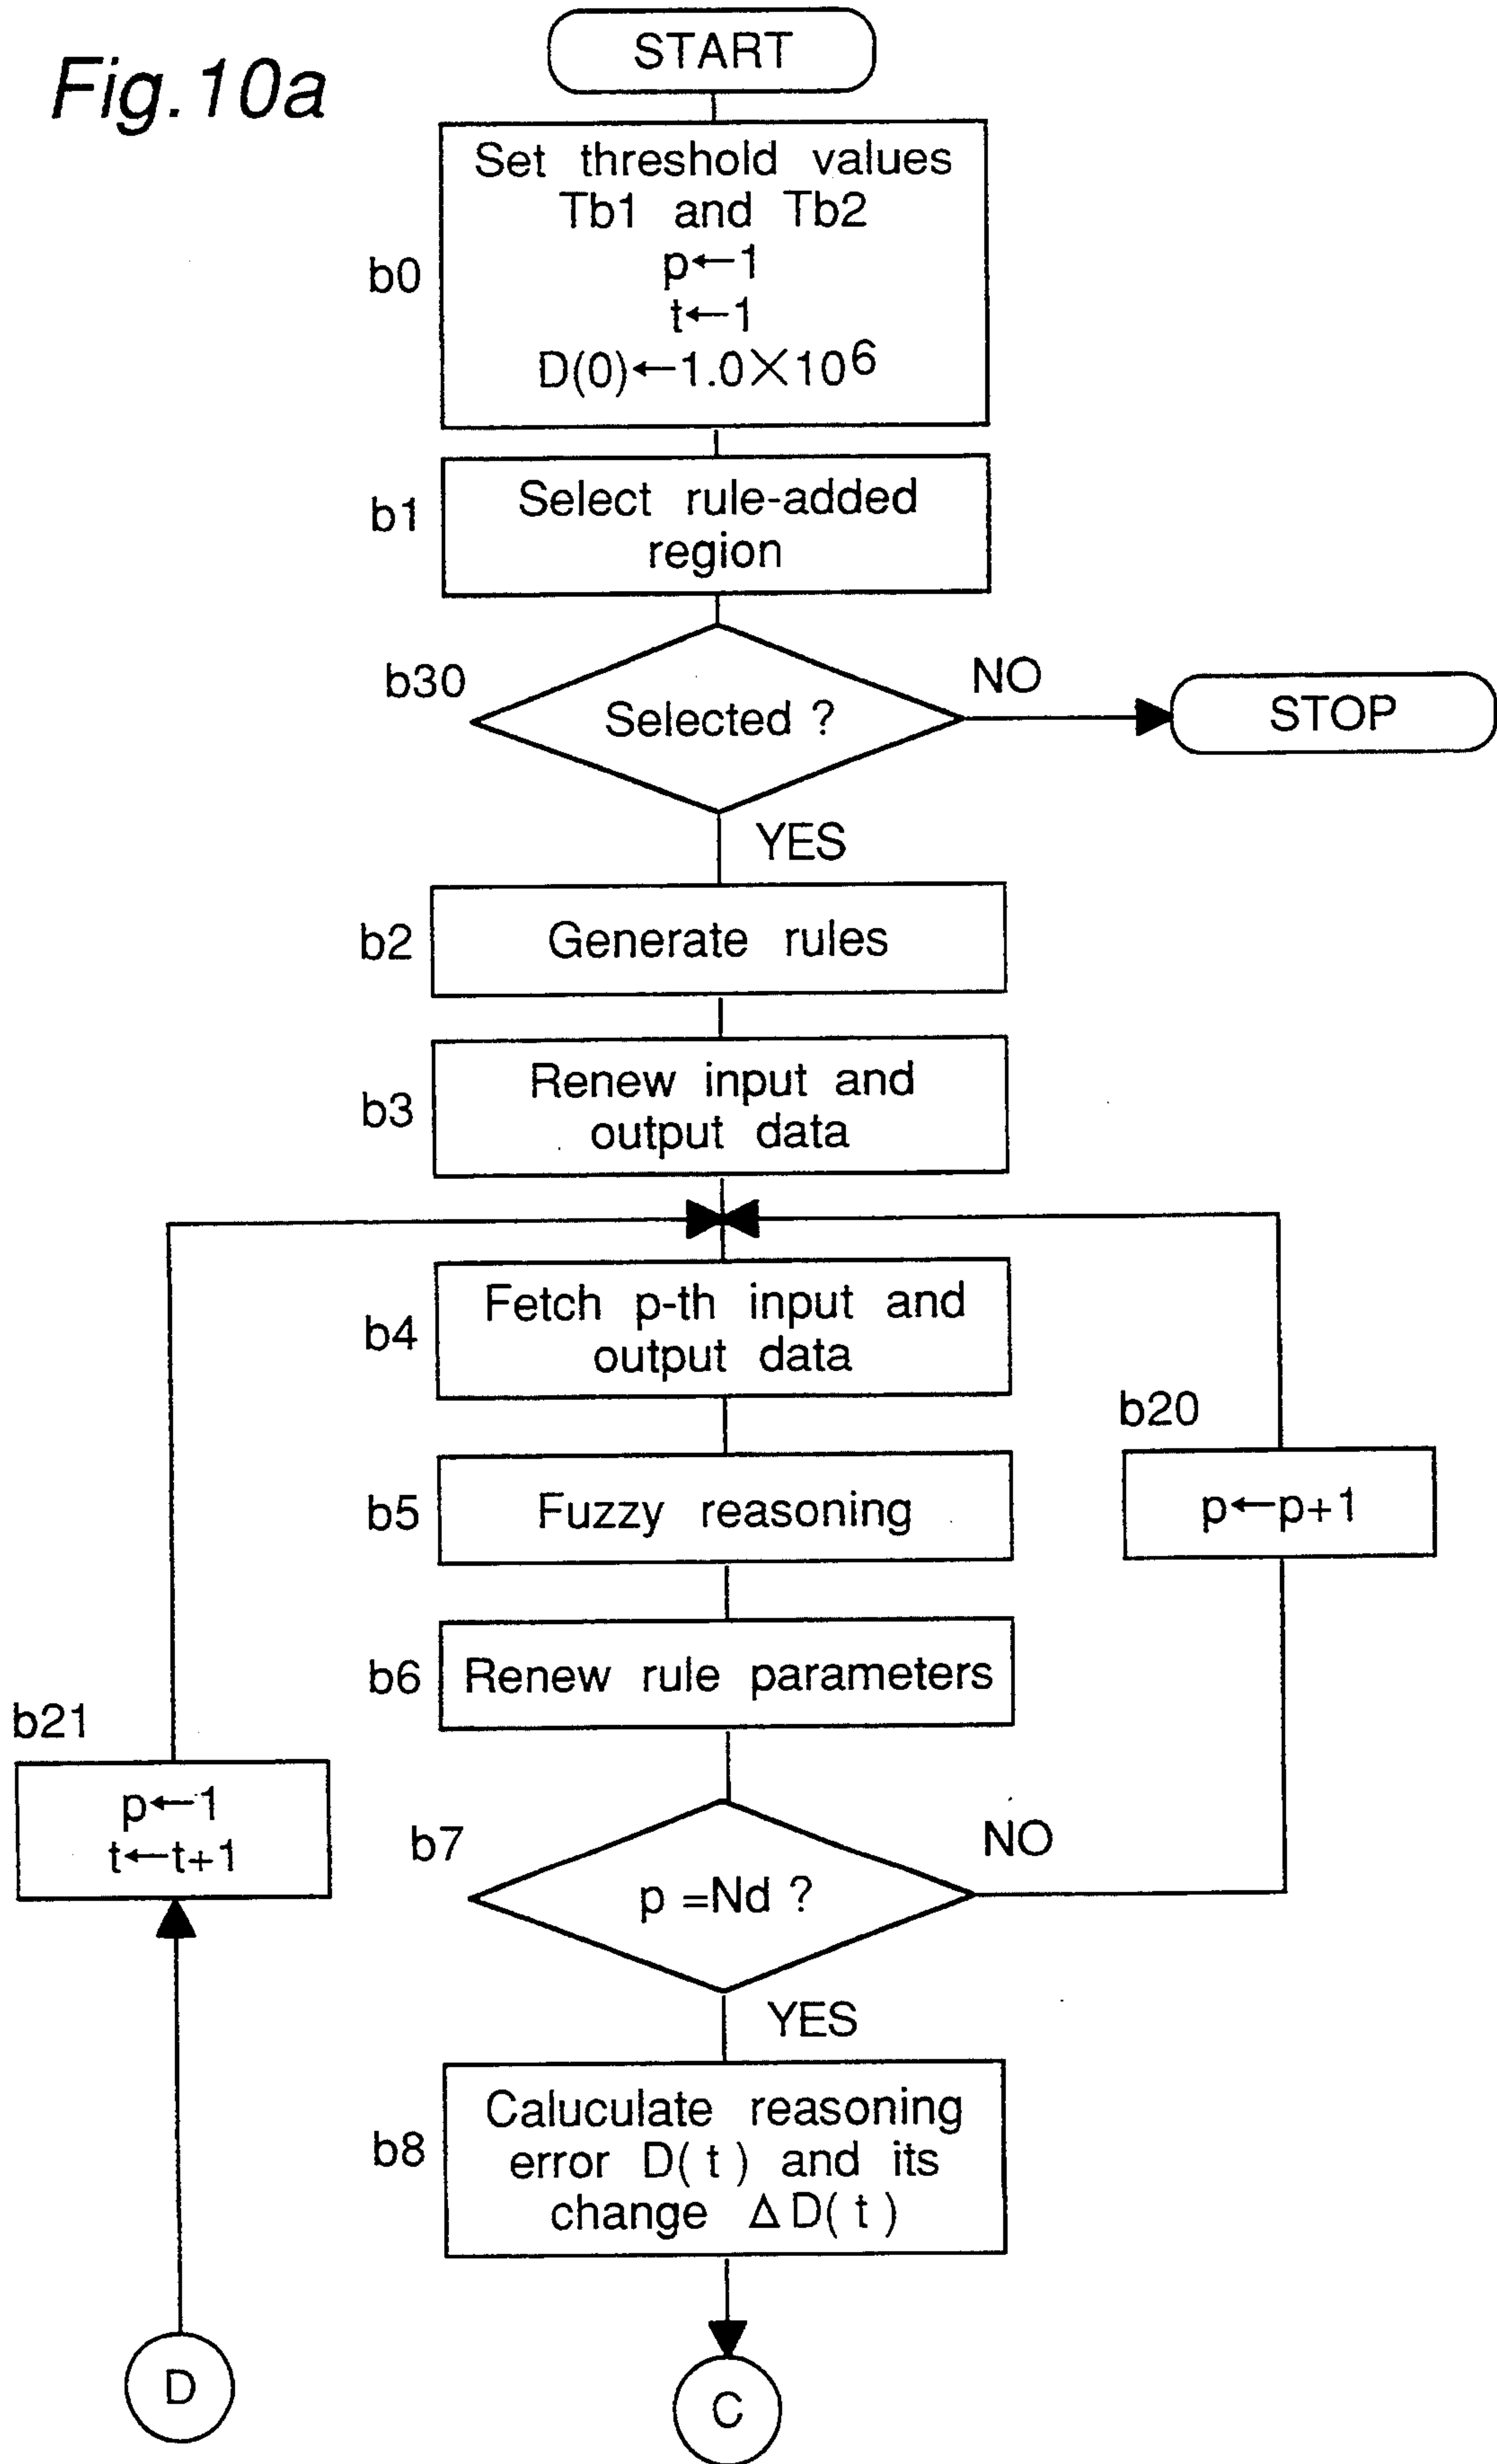 Fig.10a
START
Set threshold values
Tb1 and Tb2
p←1
t←1
D(0)←1.0×10⁶
b0
Select rule-added
region
b1
b30
Selected ?
NO
STOP
YES
b2
Generate rules
b3
Renew input and
output data
b4
Fetch p-th input and
output data
b20
p←p+1
b5
Fuzzy reasoning
b6
Renew rule parameters
b21
p←1
t←t+1
b7
p =Nd ?
NO
YES
b8
Caluculate reasoning
error D( t ) and its
change ΔD( t )
D
C